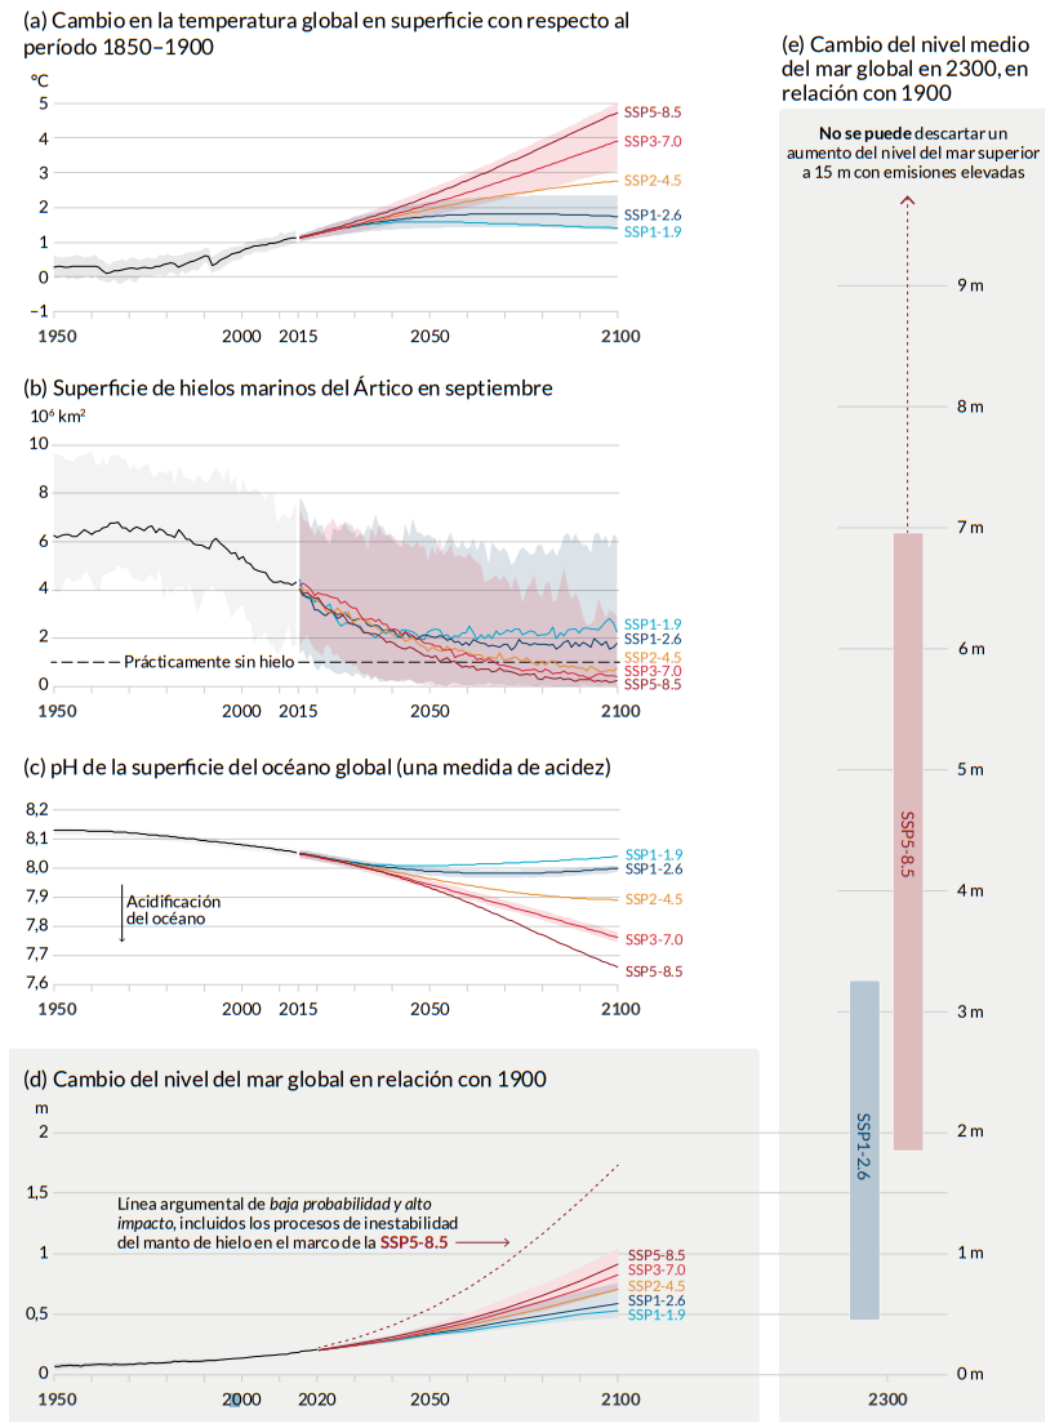 (a) Cambio en la temperatura global en superficie con respecto al
período 1850–1900
°C
5
4
3
2
1
0
–1
1950
2000
2015
2050
2100
SSP5-8.5
SSP3-7.0
SSP2-4.5
SSP1-2.6
SSP1-1.9
(b) Superficie de hielos marinos del Ártico en septiembre
10⁶ km²
10
8
6
4
2
0
Prácticamente sin hielo
1950
2000
2015
2050
2100
SSP1-1.9
SSP1-2.6
SSP2-4.5
SSP3-7.0
SSP5-8.5
(c) pH de la superficie del océano global (una medida de acidez)
8,2
8,1
8,0
7,9
7,8
7,7
7,6
Acidificación
del océano
1950
2000
2015
2050
2100
SSP1-1.9
SSP1-2.6
SSP2-4.5
SSP3-7.0
SSP5-8.5
(d) Cambio del nivel del mar global en relación con 1900
m
2
1,5
1
0,5
0
Línea argumental de baja probabilidad y alto
impacto, incluidos los procesos de inestabilidad
del manto de hielo en el marco de la SSP5-8.5
1950
2000
2020
2050
2100
SSP5-8.5
SSP3-7.0
SSP2-4.5
SSP1-2.6
SSP1-1.9
(e) Cambio del nivel medio
del mar global en 2300, en
relación con 1900
No se puede descartar un
aumento del nivel del mar superior
a 15 m con emisiones elevadas
9 m
8 m
7 m
6 m
5 m
4 m
3 m
2 m
1 m
0 m
SSP5-8.5
SSP1-2.6
2300